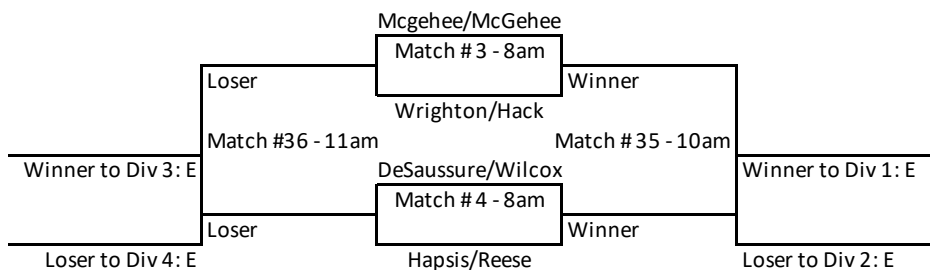 Mcgehee/McGehee
Match #3 - 8am
Loser
Winner
Wrighton/Hack
Match #36 - 11am
Match #35 - 10am
Winner to Div 3: E
DeSaussure/Wilcox
Winner to Div 1: E
Match #4 - 8am
Loser
Winner
Loser to Div 4: E
Hapsis/Reese
Loser to Div 2: E